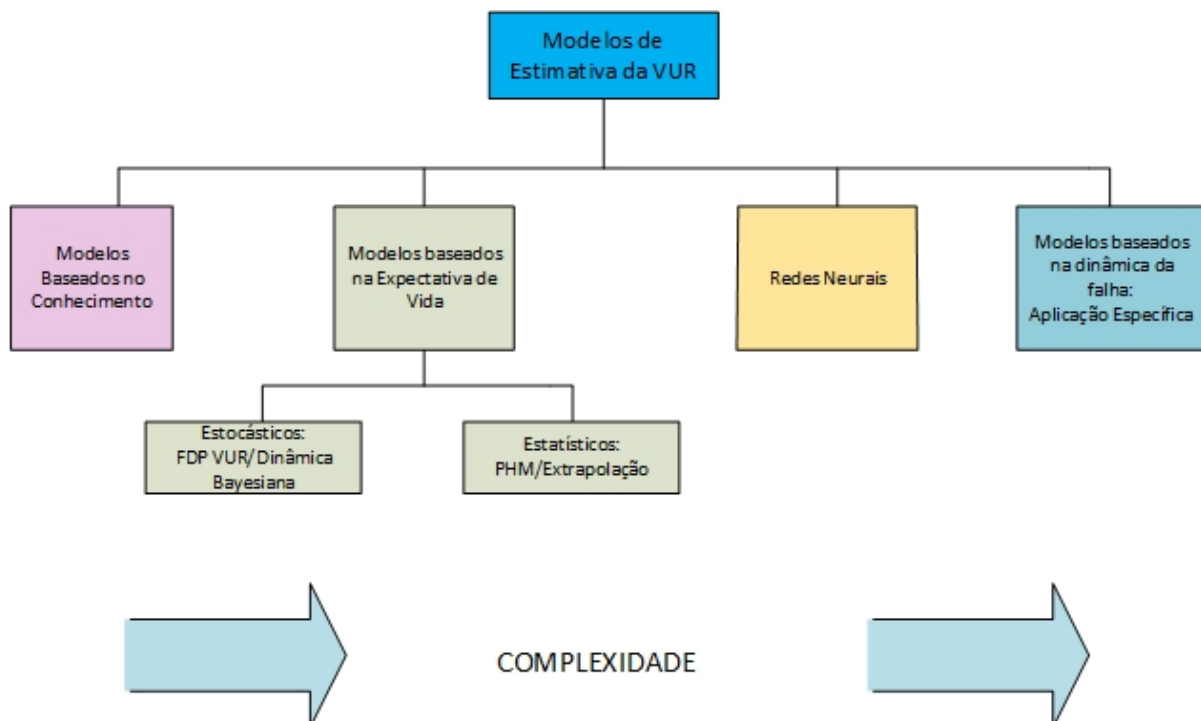 Modelos de
Estimativa da VUR
Modelos
Baseados no
Conhecimento
Modelos baseados
na Expectativa de
Vida
Redes Neurais
Modelos baseados
na dinâmica da
falha:
Aplicação Específica
Estocásticos:
FDP VUR/Dinâmica
Bayesiana
Estatísticos:
PHM/Extrapolação
COMPLEXIDADE